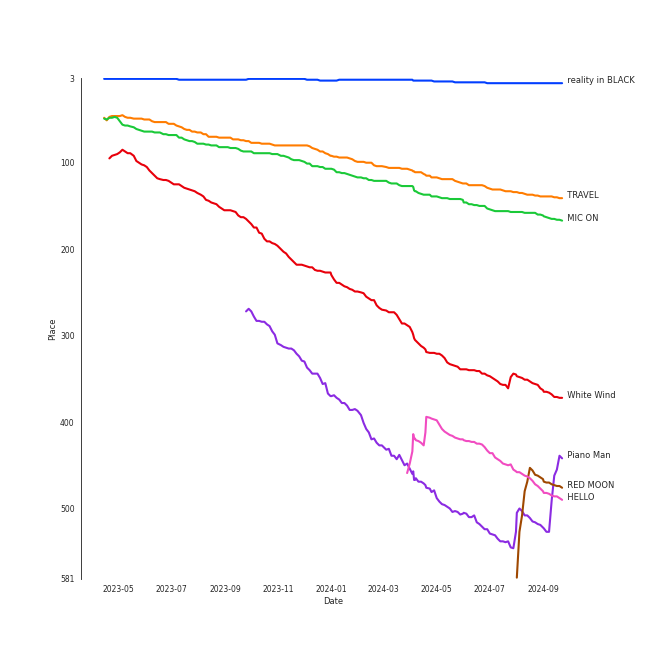 3
100
200
300
400
500
581
Place
reality in BLACK
TRAVEL
MIC ON
White Wind
Piano Man
RED MOON
HELLO
2023-05 2023-07 2023-09 2023-11 2024-01 2024-03 2024-05 2024-07 2024-09
Date